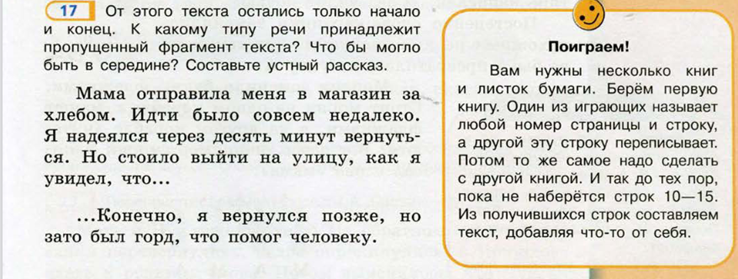 17 От этого текста остались только начало
и конец. К какому типу речи принадлежит
пропущенный фрагмент текста? Что бы могло
быть в середине? Составьте устный рассказ.
Мама отправила меня в магазин за
хлебом. Идти было совсем недалеко.
Я надеялся через десять минут вернуть-
ся. Но стоило выйти на улицу, как я
увидел, что...
...Конечно, я вернулся позже, но
зато был горд, что помог человеку.
Поиграем!
Вам нужны несколько книг
и листок бумаги. Берём первую
книгу. Один из играющих называет
любой номер страницы и строку,
а другой эту строку переписывает.
Потом то же самое надо сделать
с другой книгой. И так до тех пор,
пока не наберётся строк 10—15.
Из получившихся строк составляем
текст, добавляя что-то от себя.